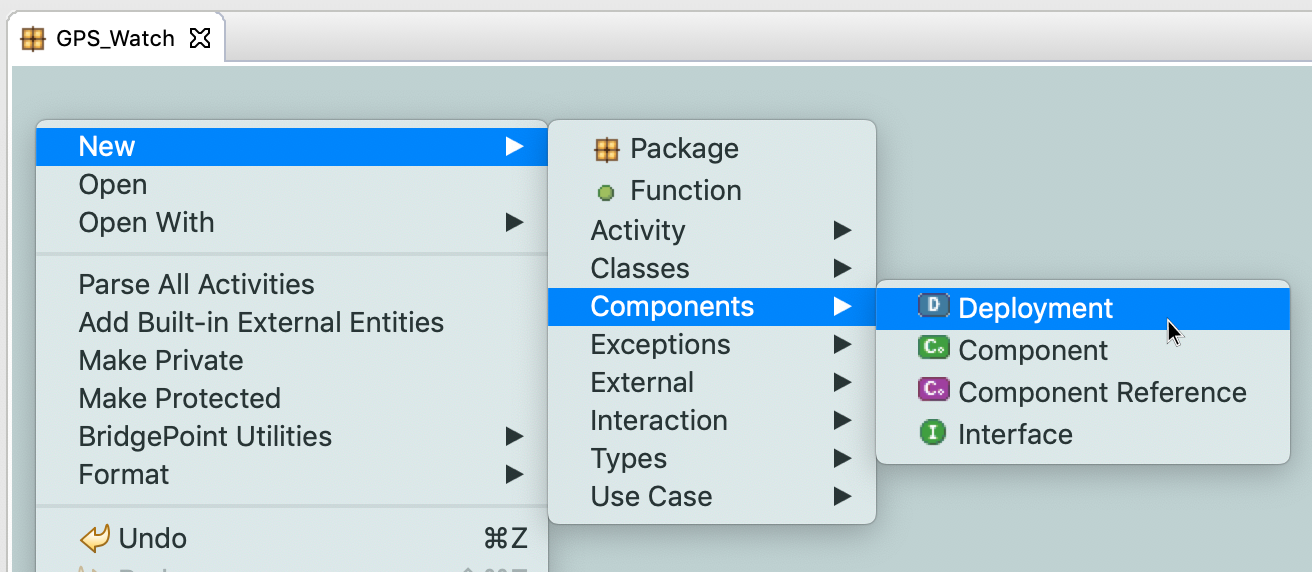 GPS_Watch
New
Open
Open With
Parse All Activities
Add Built-in External Entities
Make Private
Make Protected
BridgePoint Utilities
Format
Undo ⌘Z
Package
Function
Activity
Classes
Components
Exceptions
External
Interaction
Types
Use Case
D Deployment
C Component
C Component Reference
I Interface